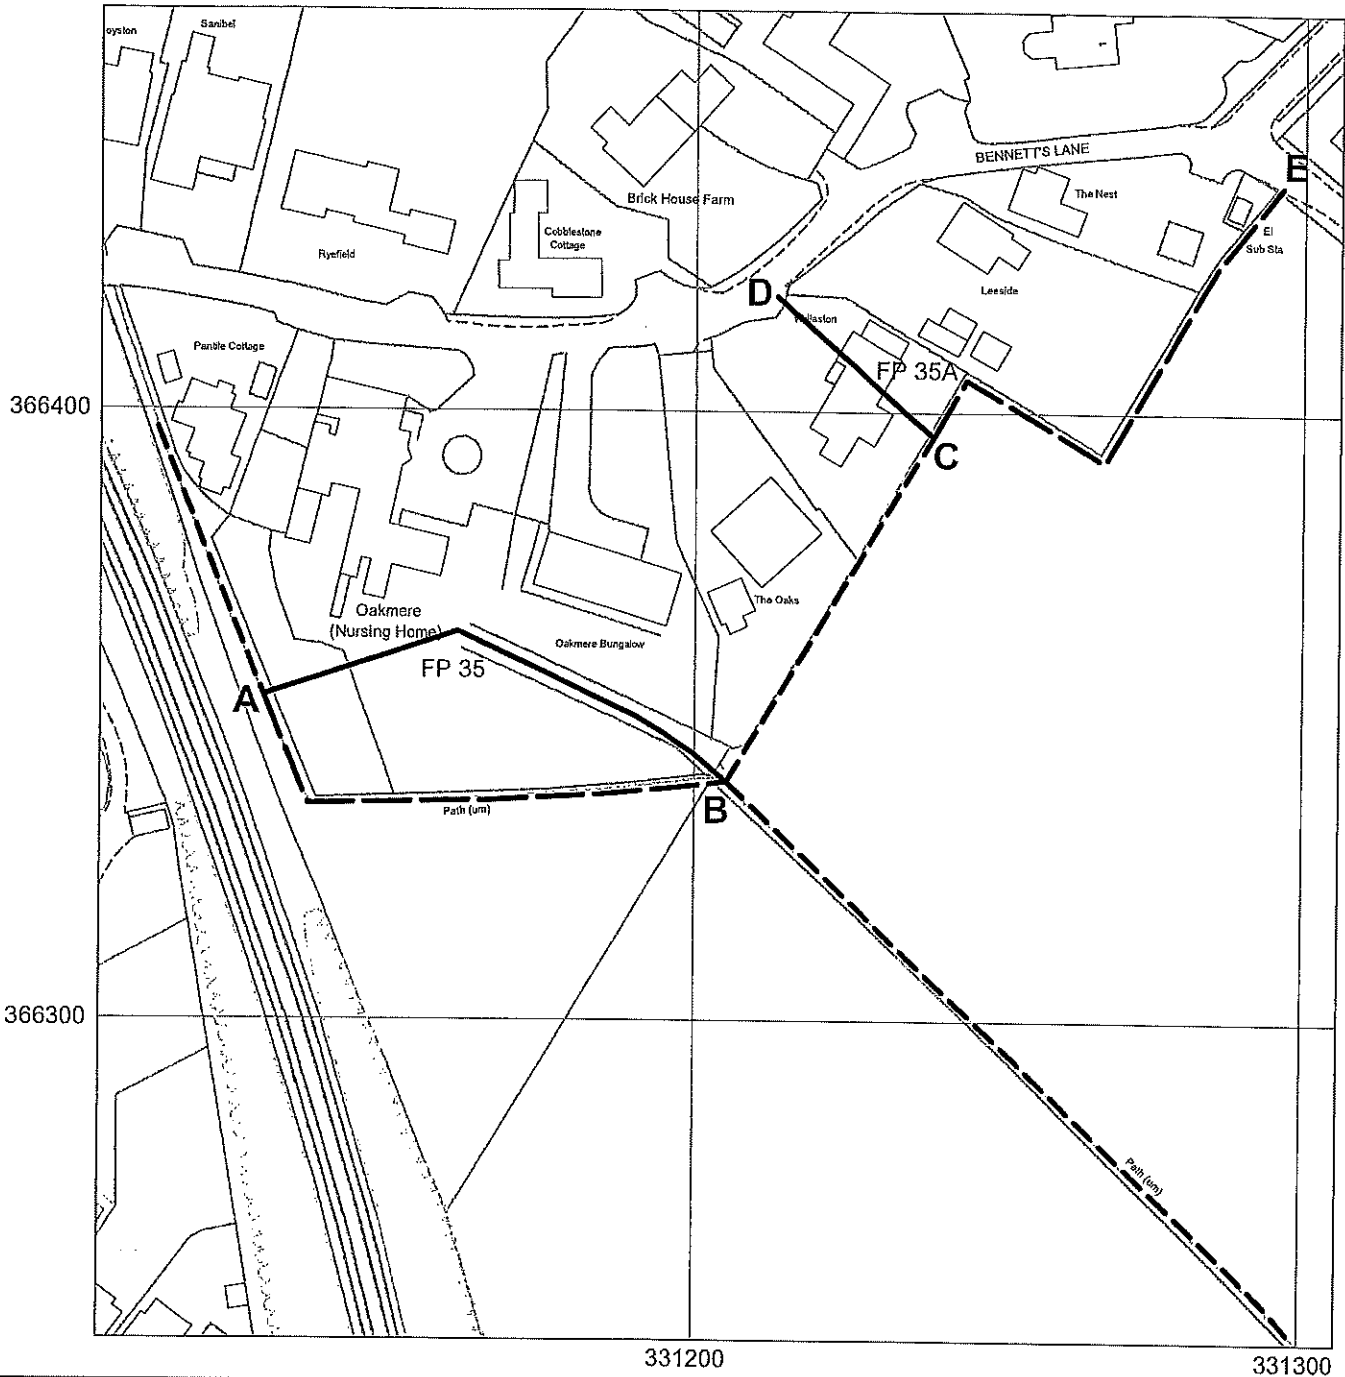 oyston
Sanibel
BENNETT'S LANE
E
The Nest
Brick House Farm
Cobblestone
Cottage
El
Sub Sta
Ryefield
D
Leeside
Pantile Cottage
FP 35A
366400
C
The Oaks
Oakmere
(Nursing Home)
Oakmere Bungalow
FP 35
A
B
Path (um)
366300
Path (um)
331200
331300